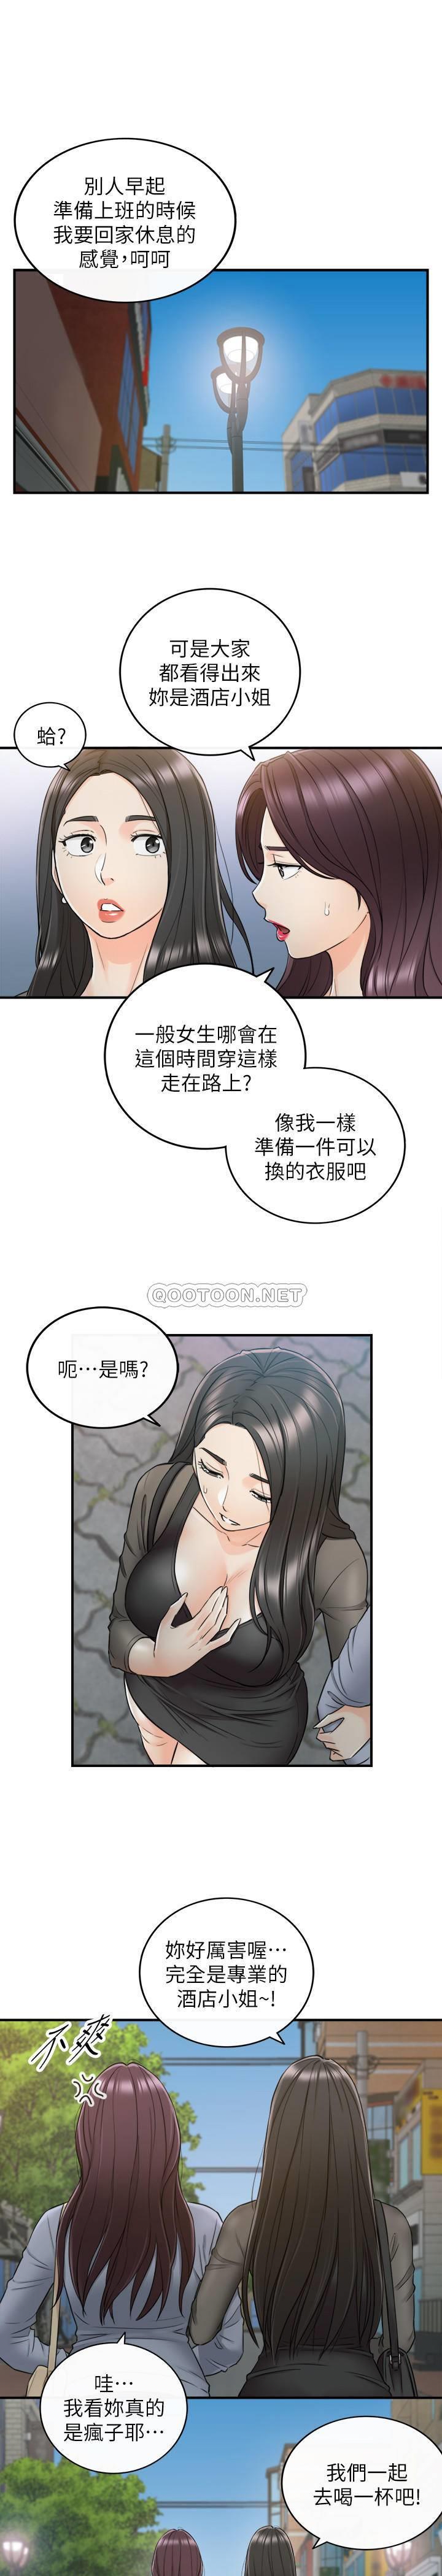 別人早起
準備上班的時候
我要回家休息的
感覺，呵呵
可是大家
都看得出來
妳是酒店小姐
蛤?
一般女生哪會在
這個時間穿這樣
走在路上?
像我一樣
準備一件可以
換的衣服吧
QOOTOON.NET
呃…是嗎?
妳好厲害喔…
完全是專業的
酒店小姐~!
不爽
哇…
我看妳真的
是瘋子耶…
我們一起
去喝一杯吧!